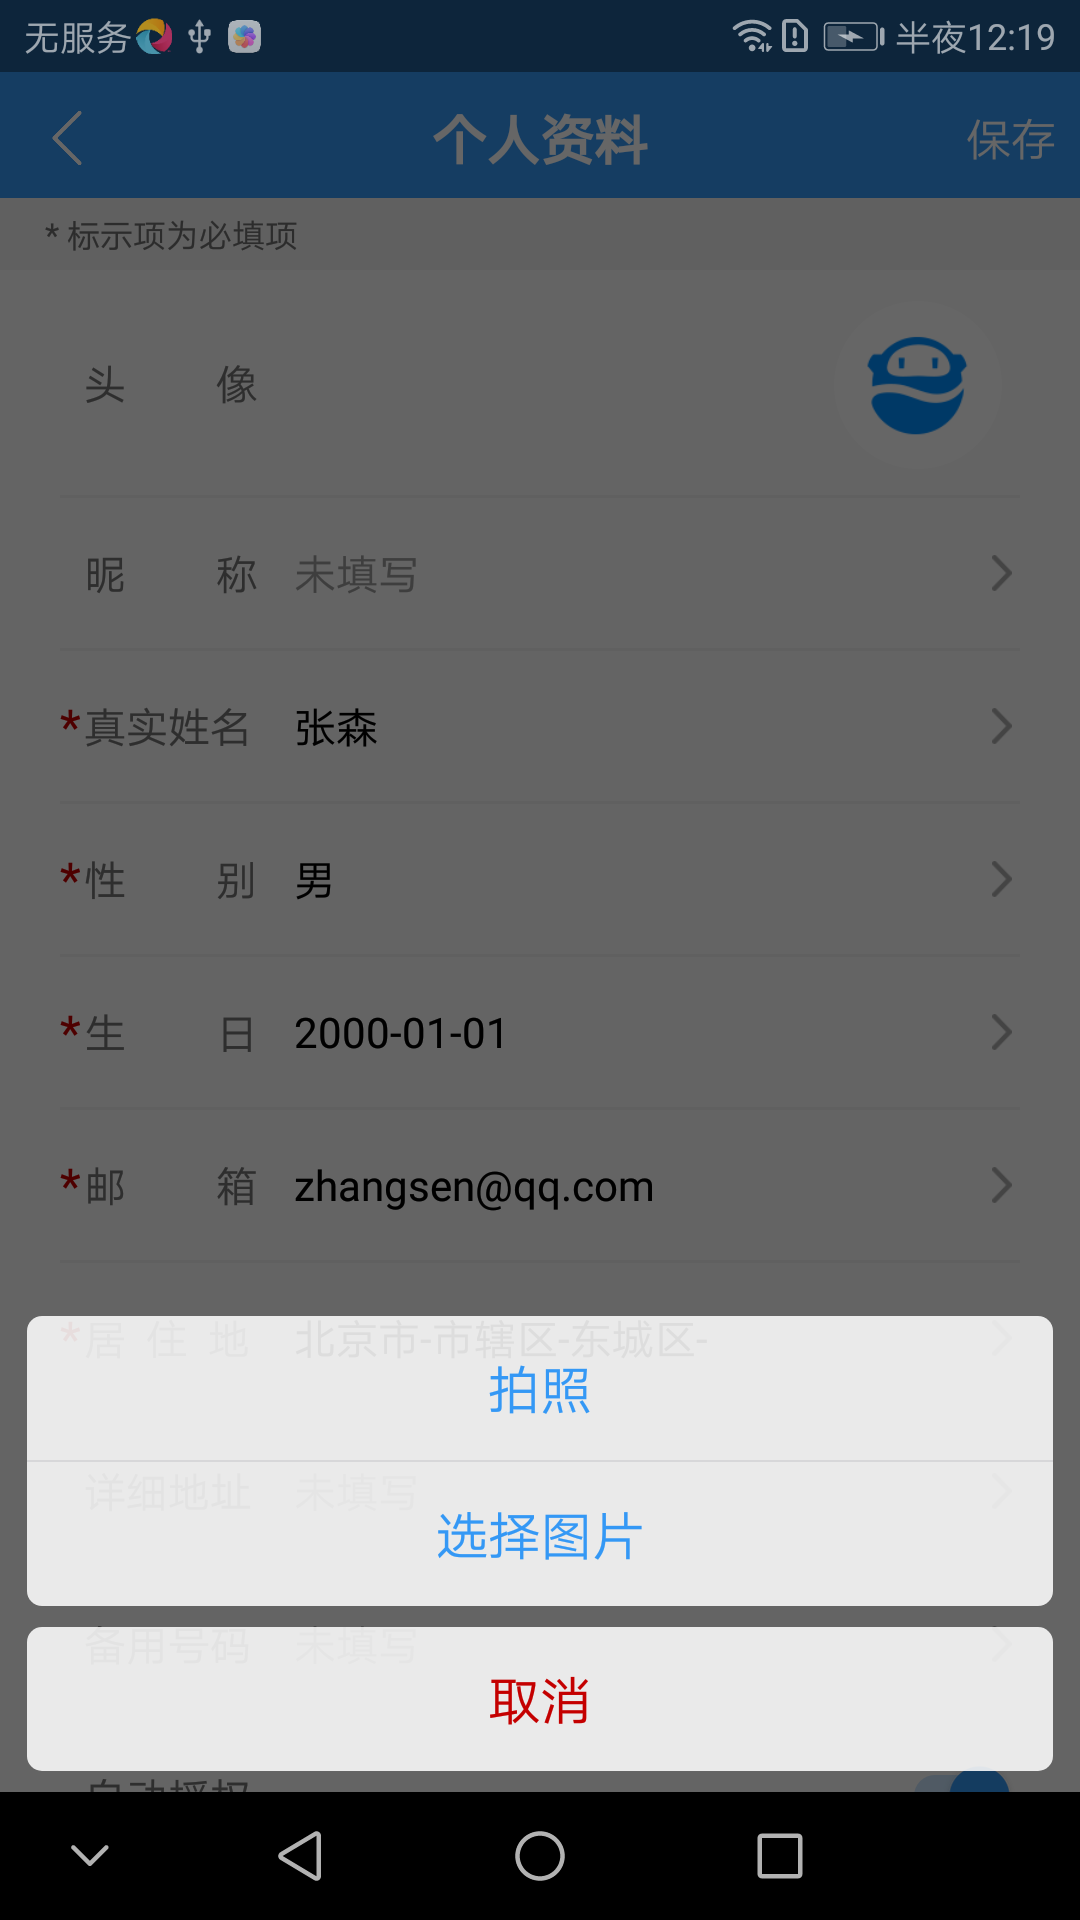 无服务 半夜12:19
个人资料 保存
* 标示项为必填项
头 像
昵 称 未填写
*真实姓名 张森
*性 别 男
*生 日 2000-01-01
*邮 箱 zhangsen@qq.com
*居 住 地 北京市-市辖区-东城区-
拍照
详细地址 未填写
选择图片
备用号码 未填写
取消
自动授权